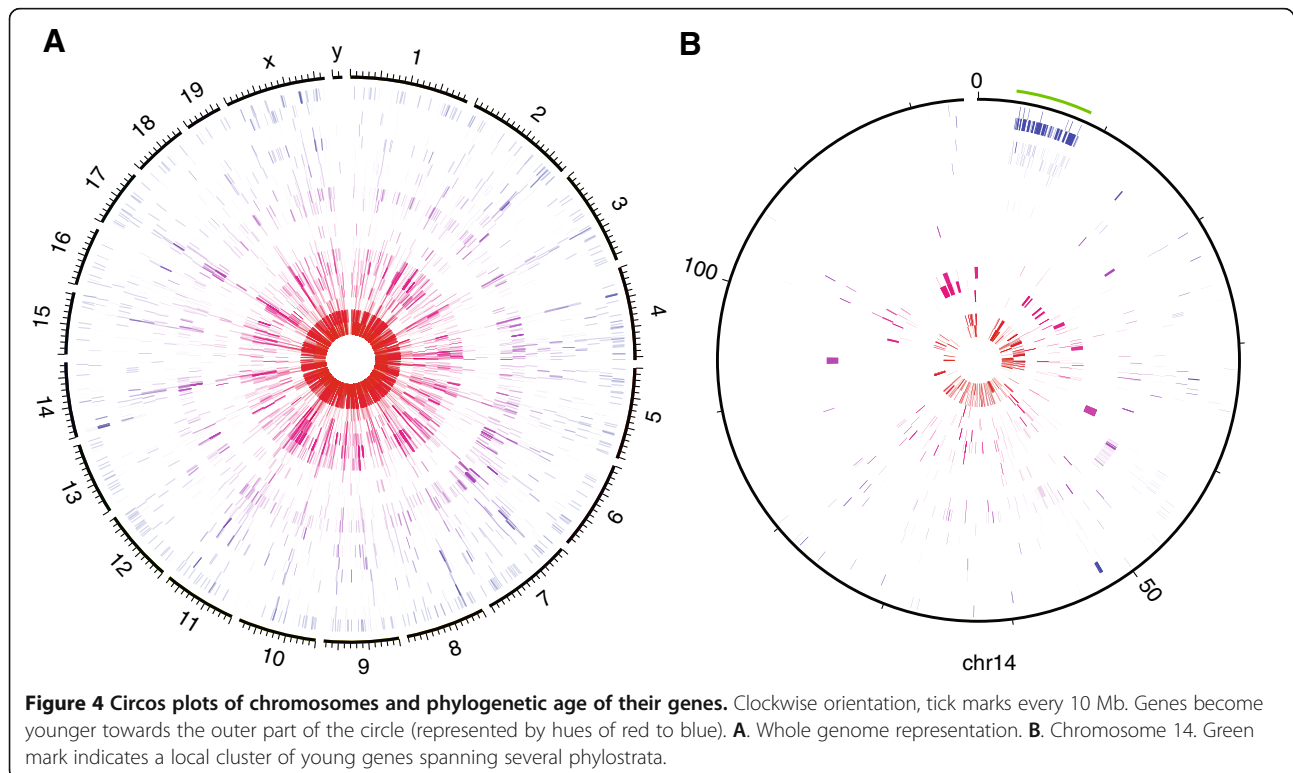 A
y
1
2
3
4
5
6
7
8
9
10
11
12
13
14
15
16
17
18
19
x
B
0
50
100
chr14
Figure 4 Circos plots of chromosomes and phylogenetic age of their genes. Clockwise orientation, tick marks every 10 Mb. Genes become
younger towards the outer part of the circle (represented by hues of red to blue). A. Whole genome representation. B. Chromosome 14. Green
mark indicates a local cluster of young genes spanning several phylostrata.